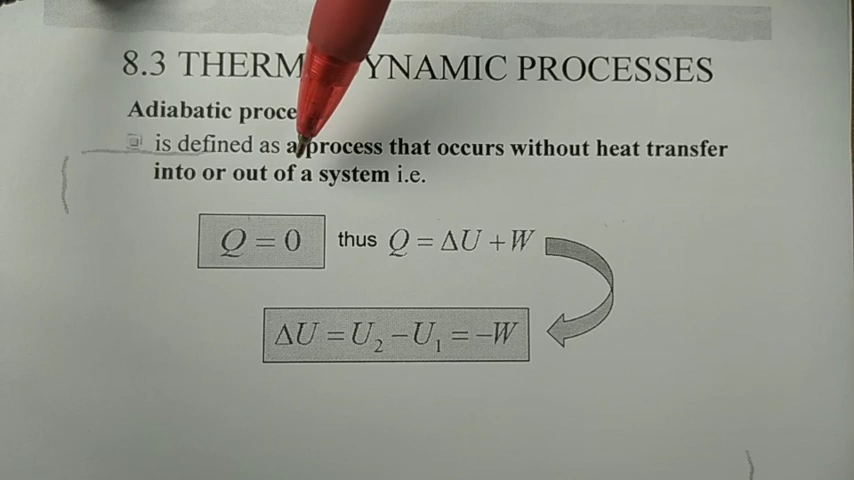 8.3 THERM YNAMIC PROCESSES
Adiabatic proce
is defined as a process that occurs without heat transfer
into or out of a system i.e.
Q = 0 thus Q = ΔU + W
ΔU = U₂ − U₁ = −W